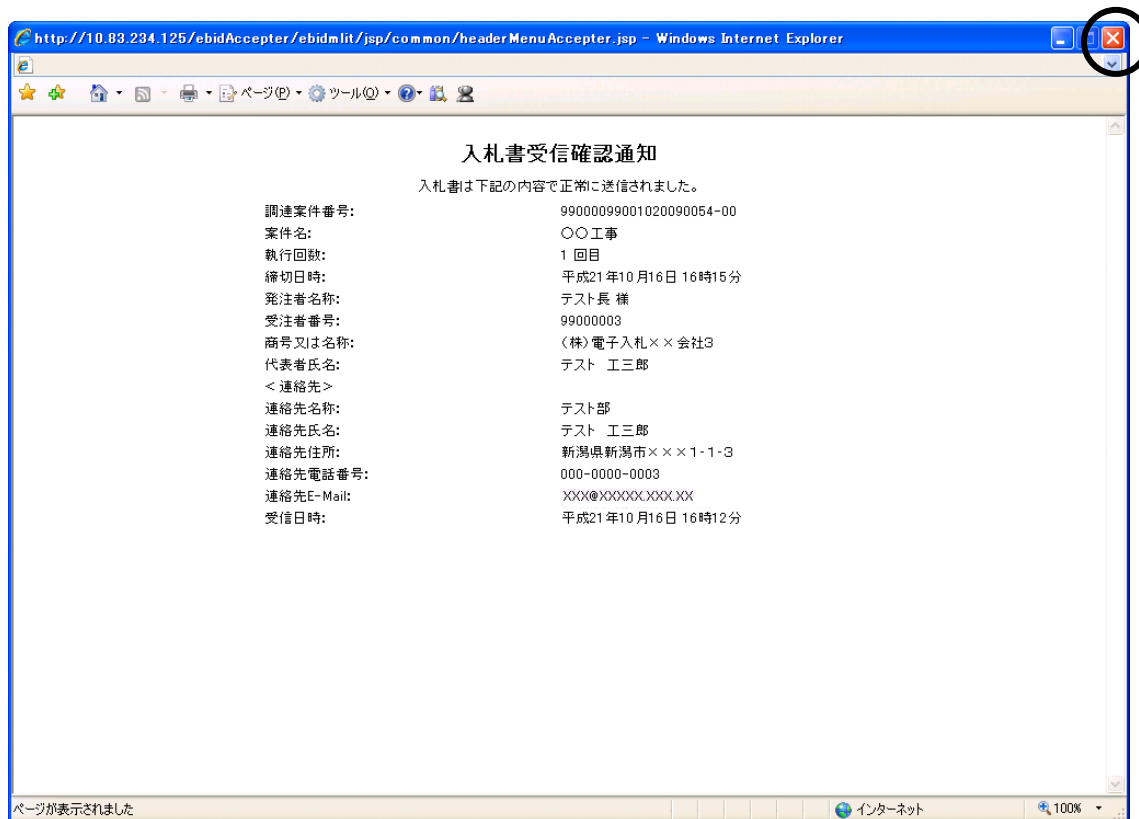 http://10.83.234.125/ebidAccepter/ebidmlit/jsp/common/headerMenuAccepter.jsp - Windows Internet Explorer
ページ(P) ツール(O)
入札書受信確認通知
入札書は下記の内容で正常に送信されました。
調達案件番号: 99000099001020090054-00
案件名: 〇〇工事
執行回数: 1 回目
締切日時: 平成21年10月16日 16時15分
発注者名称: テスト長 様
受注者番号: 99000003
商号又は名称: (株)電子入札××会社3
代表者氏名: テスト 工三郎
<連絡先>
連絡先名称: テスト部
連絡先氏名: テスト 工三郎
連絡先住所: 新潟県新潟市×××1-1-3
連絡先電話番号: 000-0000-0003
連絡先E-Mail: XXX@XXXXX.XXX.XX
受信日時: 平成21年10月16日 16時12分
ページが表示されました インターネット 100%